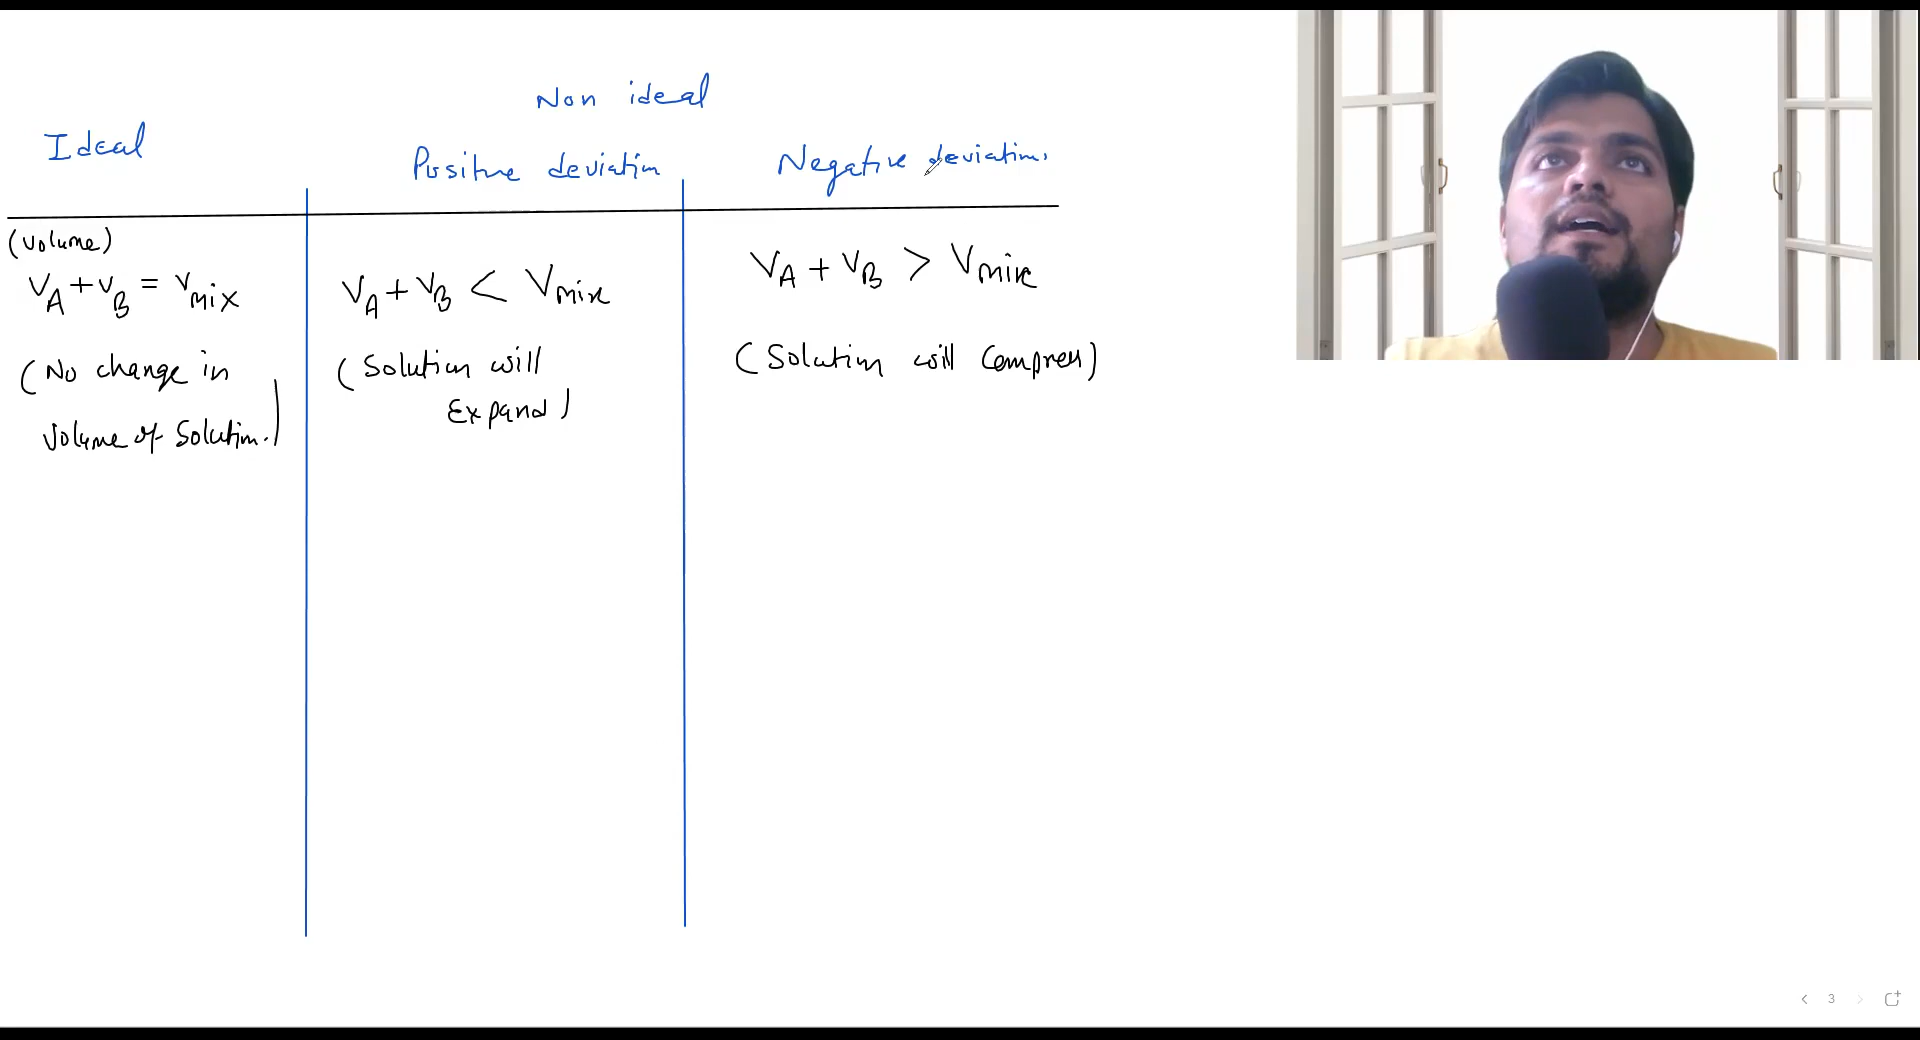 Non ideal
Ideal
Positive deviation
Negative deviation.
(Volume)
VA + VB = Vmix
(No change in
Volume of Solution.)
VA + VB < Vmix
(Solution will
Expand)
VA + VB > Vmix
(Solution will Compress)
3